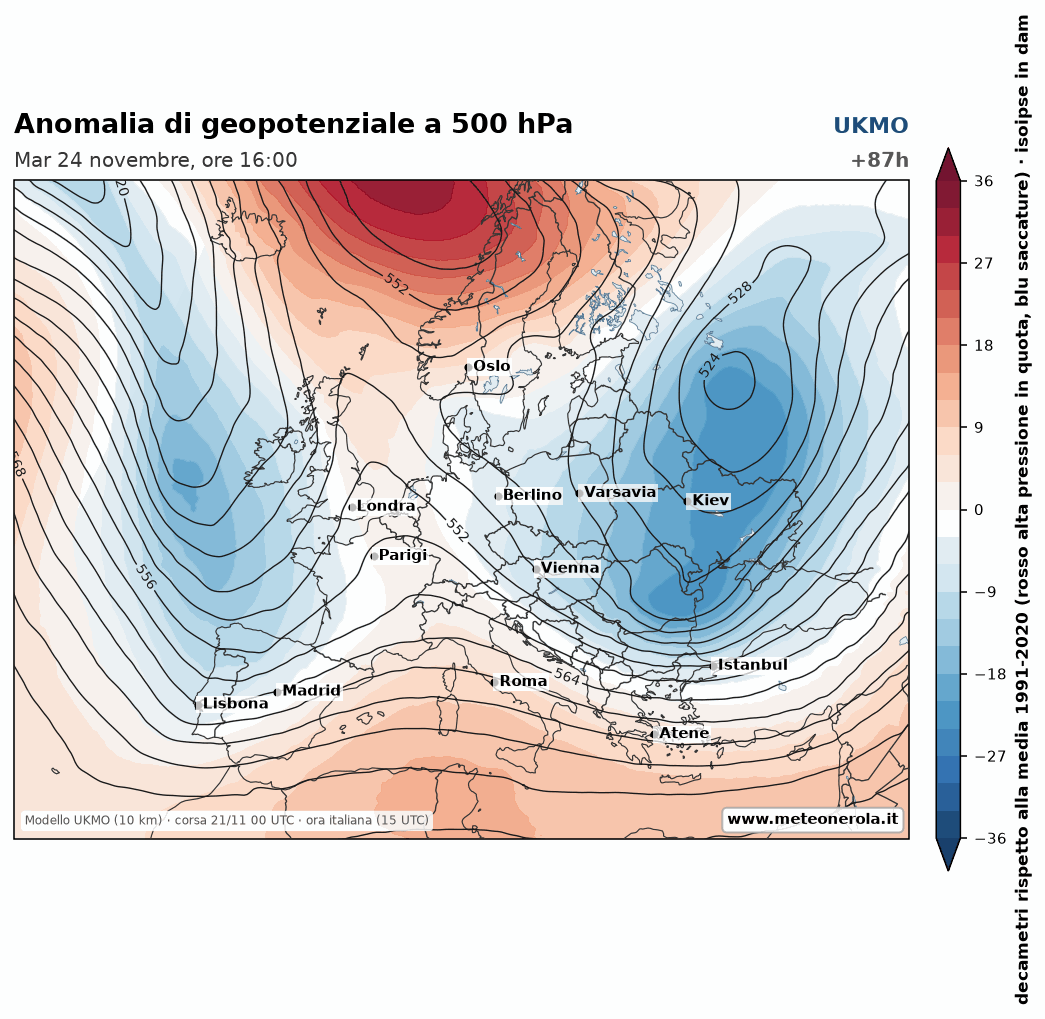 Anomalia di geopotenziale a 500 hPa
UKMO
Mar 24 novembre, ore 16:00
+87h
decametri rispetto alla media 1991-2020 (rosso alta pressione in quota, blu saccature) · isoipse in dam
36
27
18
9
0
−9
−18
−27
−36
20
552
528
524
Oslo
568
Berlino
Varsavia
Kiev
Londra
552
Parigi
Vienna
556
Istanbul
564
Roma
Madrid
Lisbona
Atene
Modello UKMO (10 km) · corsa 21/11 00 UTC · ora italiana (15 UTC)
www.meteonerola.it